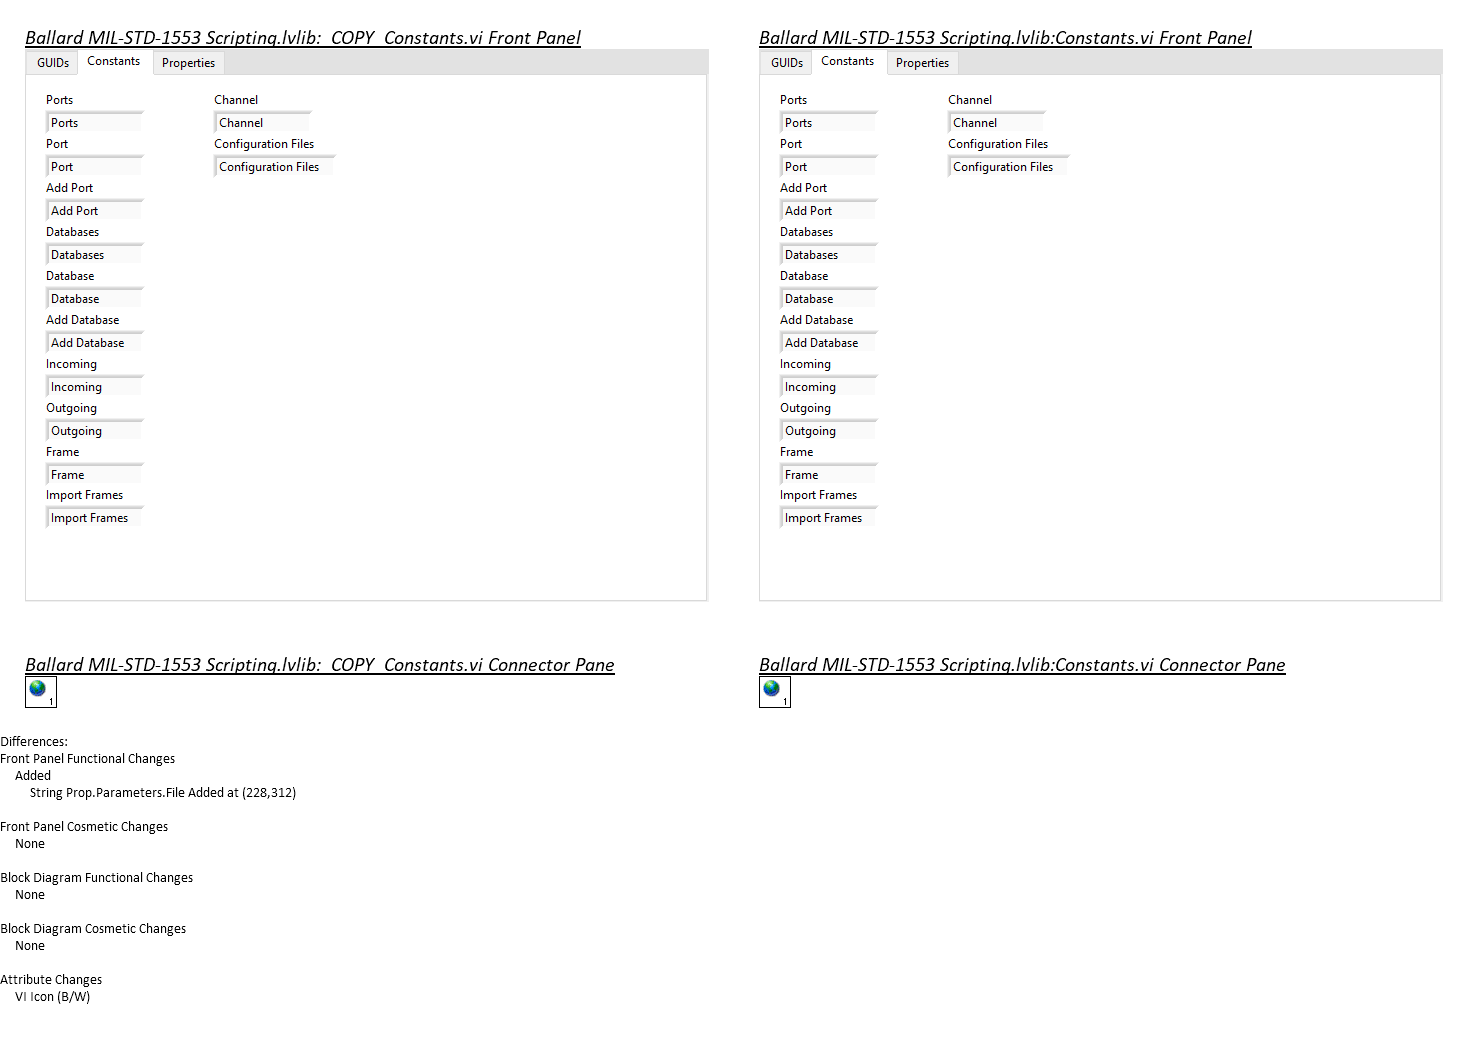 Ballard MIL-STD-1553 Scripting.lvlib:_COPY_Constants.vi Front Panel
GUIDs Constants Properties
Ports Channel
Ports Channel
Port Configuration Files
Port Configuration Files
Add Port
Add Port
Databases
Databases
Database
Database
Add Database
Add Database
Incoming
Incoming
Outgoing
Outgoing
Frame
Frame
Import Frames
Import Frames
Ballard MIL-STD-1553 Scripting.lvlib:Constants.vi Front Panel
GUIDs Constants Properties
Ports Channel
Ports Channel
Port Configuration Files
Port Configuration Files
Add Port
Add Port
Databases
Databases
Database
Database
Add Database
Add Database
Incoming
Incoming
Outgoing
Outgoing
Frame
Frame
Import Frames
Import Frames
Ballard MIL-STD-1553 Scripting.lvlib:_COPY_Constants.vi Connector Pane
1
Ballard MIL-STD-1553 Scripting.lvlib:Constants.vi Connector Pane
1
Differences:
Front Panel Functional Changes
Added
String Prop.Parameters.File Added at (228,312)
Front Panel Cosmetic Changes
None
Block Diagram Functional Changes
None
Block Diagram Cosmetic Changes
None
Attribute Changes
VI Icon (B/W)